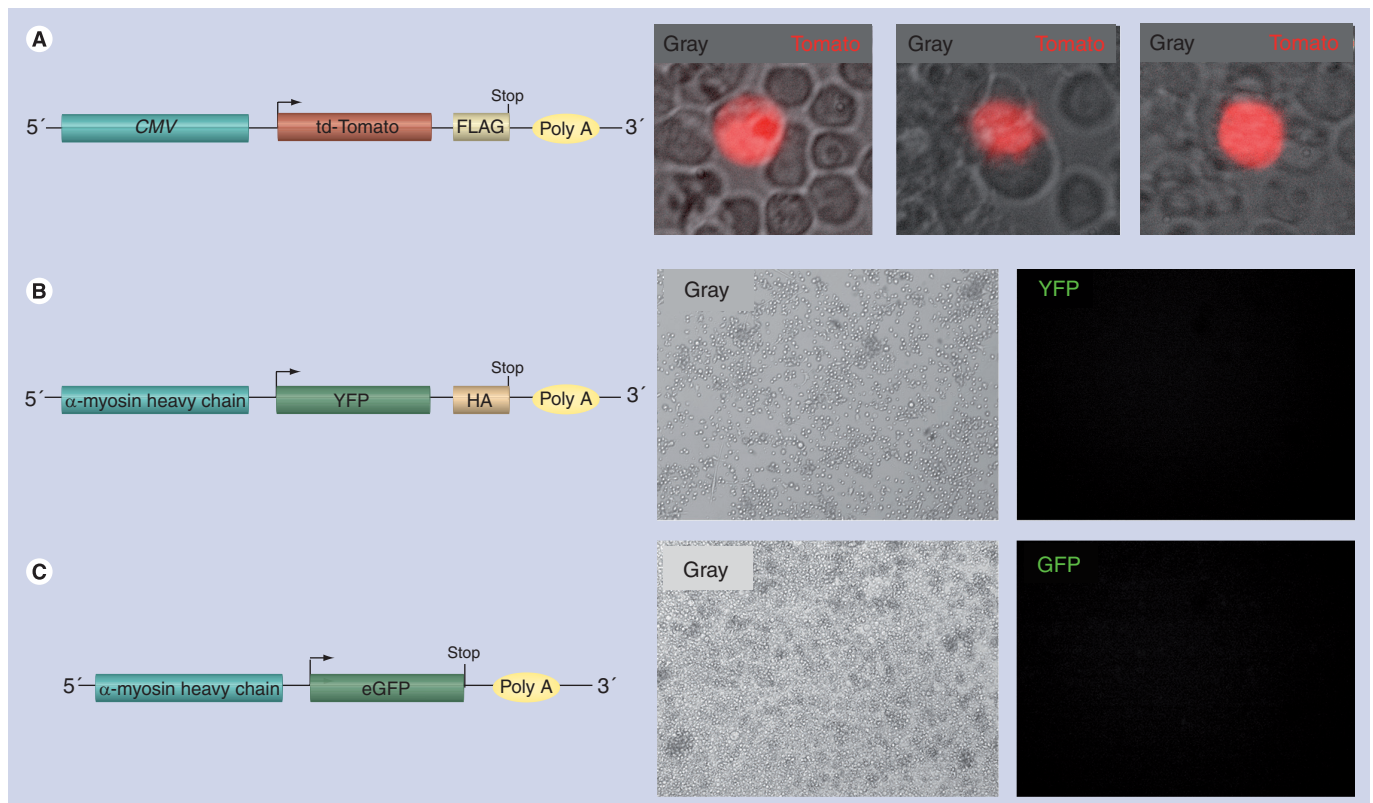 A
Gray Tomato
Gray Tomato
Gray Tomato
Stop
5´ CMV td-Tomato FLAG Poly A 3´
B
Gray
YFP
Stop
5´ α-myosin heavy chain YFP HA Poly A 3´
C
Gray
GFP
Stop
5´ α-myosin heavy chain eGFP Poly A 3´